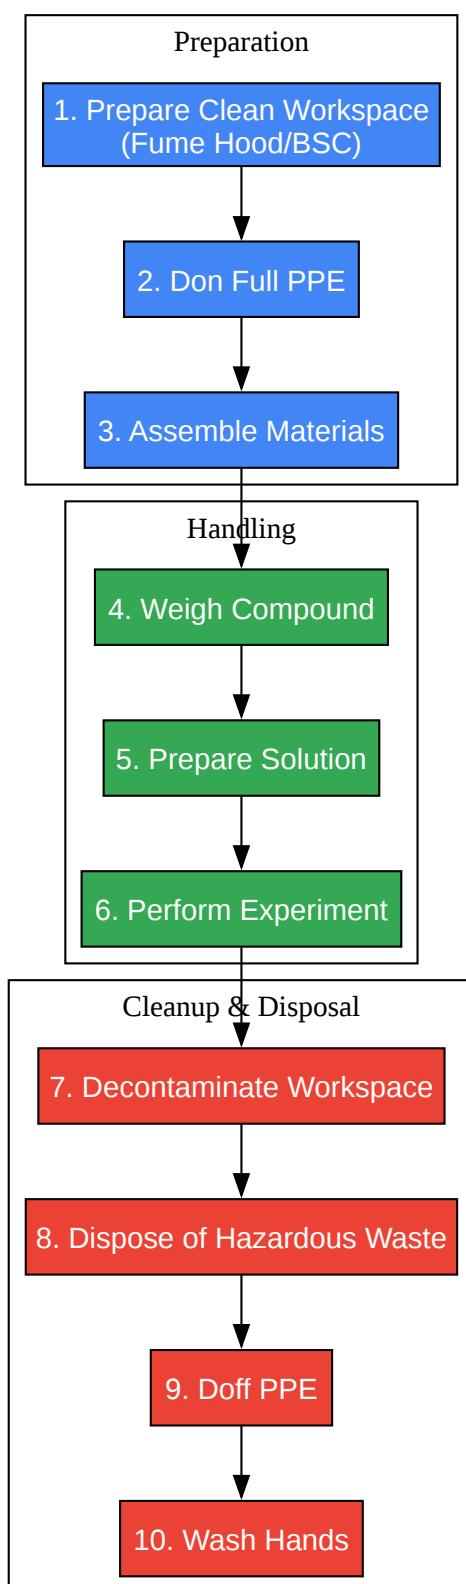 Preparation
1. Prepare Clean Workspace
(Fume Hood/BSC)
2. Don Full PPE
3. Assemble Materials
Handling
4. Weigh Compound
5. Prepare Solution
6. Perform Experiment
Cleanup & Disposal
7. Decontaminate Workspace
8. Dispose of Hazardous Waste
9. Doff PPE
10. Wash Hands